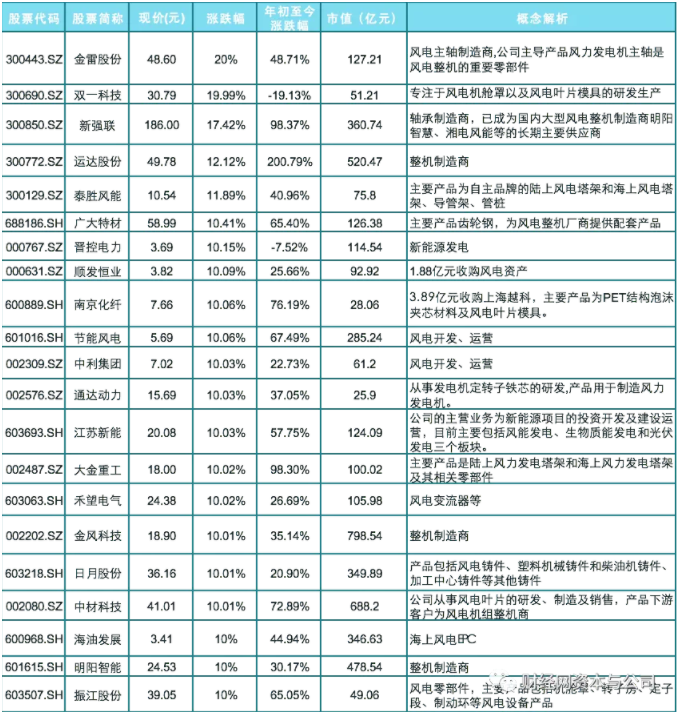 股票代码 股票简称 现价(元) 涨跌幅 年初至今涨跌幅 市值（亿元） 概念解析
300443.SZ 金雷股份 48.60 20% 48.71% 127.21 风电主轴制造商,公司主导产品风力发电机主轴是
风电整机的重要零部件
300690.SZ 双一科技 30.79 19.99% -19.13% 51.21 专注于风电机舱罩以及风电叶片模具的研发生产
300850.SZ 新强联 186.00 17.42% 98.37% 360.74 轴承制造商，已成为国内大型风电整机制造商明阳
智慧、湘电风能等的长期主要供应商
300772.SZ 运达股份 49.78 12.12% 200.79% 520.47 整机制造商
300129.SZ 泰胜风能 10.54 11.89% 40.96% 75.8 主要产品为自主品牌的陆上风电塔架和海上风电塔
架、导管架、管桩
688186.SH 广大特材 58.99 10.41% 65.40% 126.38 主要产品齿轮钢，为风电整机厂商提供配套产品
000767.SZ 晋控电力 3.69 10.15% -7.52% 114.54 新能源发电
000631.SZ 顺发恒业 3.82 10.09% 25.66% 92.92 1.88亿元收购风电资产
600889.SH 南京化纤 7.66 10.06% 76.19% 28.06 3.89亿元收购上海越科，主要产品为PET结构泡沫
夹芯材料及风电叶片模具。
601016.SH 节能风电 5.69 10.06% 67.49% 285.24 风电开发、运营
002309.SZ 中利集团 7.02 10.03% 22.73% 61.2 风电开发、运营
002576.SZ 通达动力 15.69 10.03% 37.05% 25.9 从事发电机定转子铁芯的研发,产品用于制造风力
发电机。
603693.SH 江苏新能 20.08 10.03% 57.75% 124.09 公司的主营业务为新能源项目的投资开发及建设运
营，目前主要包括风能发电、生物质能发电和光伏
发电三个板块。
002487.SZ 大金重工 18.00 10.02% 98.30% 100.02 主要产品是陆上风力发电塔架和海上风力发电塔架
及其相关零部件
603063.SH 禾望电气 24.38 10.02% 26.69% 105.98 风电变流器等
002202.SZ 金风科技 18.90 10.01% 35.14% 798.54 整机制造商
603218.SH 日月股份 36.16 10.01% 20.90% 349.89 产品包括风电铸件、塑料机械铸件和柴油机铸件、
加工中心铸件等其他铸件
002080.SZ 中材科技 41.01 10.01% 72.89% 688.2 公司从事风电叶片的研发、制造及销售，产品下游
客户为风电机组整机商
600968.SH 海油发展 3.41 10% 44.94% 346.63 海上风电EPC
601615.SH 明阳智能 24.53 10% 30.17% 478.54 整机制造商
603507.SH 振江股份 39.05 10% 65.05% 49.06 风电零部件，主要产品包括机舱罩、转子房、定子
段、制动环等风电设备产品
财经网资本与公司